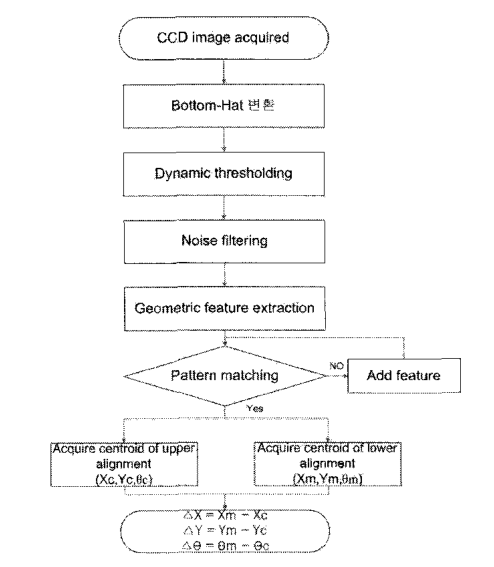 CCD image acquired
Bottom-Hat 변환
Dynamic thresholding
Noise filtering
Geometric feature extraction
Pattern matching
NO
Add feature
Yes
Acquire centroid of upper
alignment
(Xc,Yc,θc)
Acquire centroid of lower
alignment
(Xm,Ym,θm)
△X = Xm − Xc
△Y = Ym − Yc
△Θ = Θm − Θc